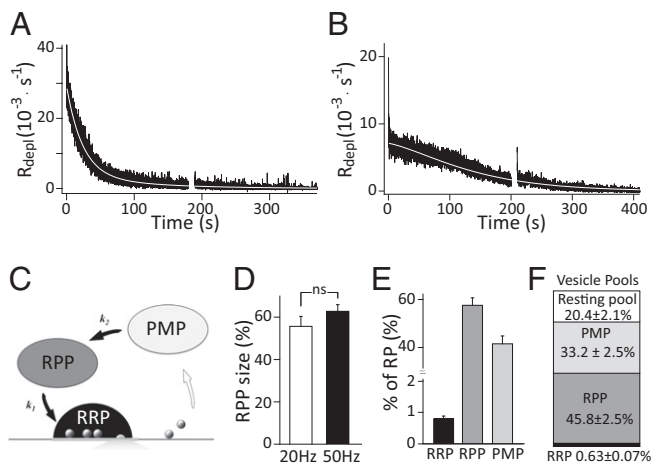 A
R_depl(10⁻³ · s⁻¹)
40
20
0
0
100
200
300
Time (s)
B
R_depl(10⁻³ · s⁻¹)
20
10
0
0
100
200
300
400
Time (s)
C
k₂
PMP
RPP
k₁
RRP
D
ns
RPP size (%)
60
40
20
0
20Hz 50Hz
E
% of RP (%)
60
40
2
1
0
RRP RPP PMP
F
Vesicle Pools
Resting pool
20.4±2.1%
PMP
33.2 ± 2.5%
RPP
45.8±2.5%
RRP 0.63±0.07%